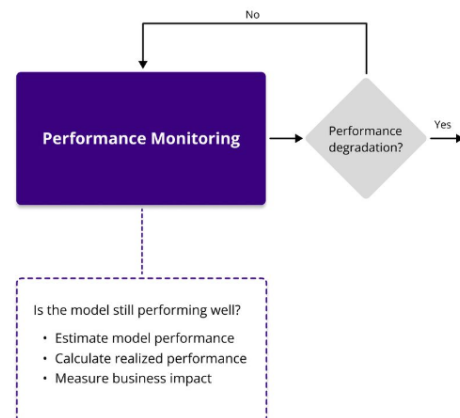 No
Performance Monitoring
Performance
degradation?
Yes
Is the model still performing well?
• Estimate model performance
• Calculate realized performance
• Measure business impact